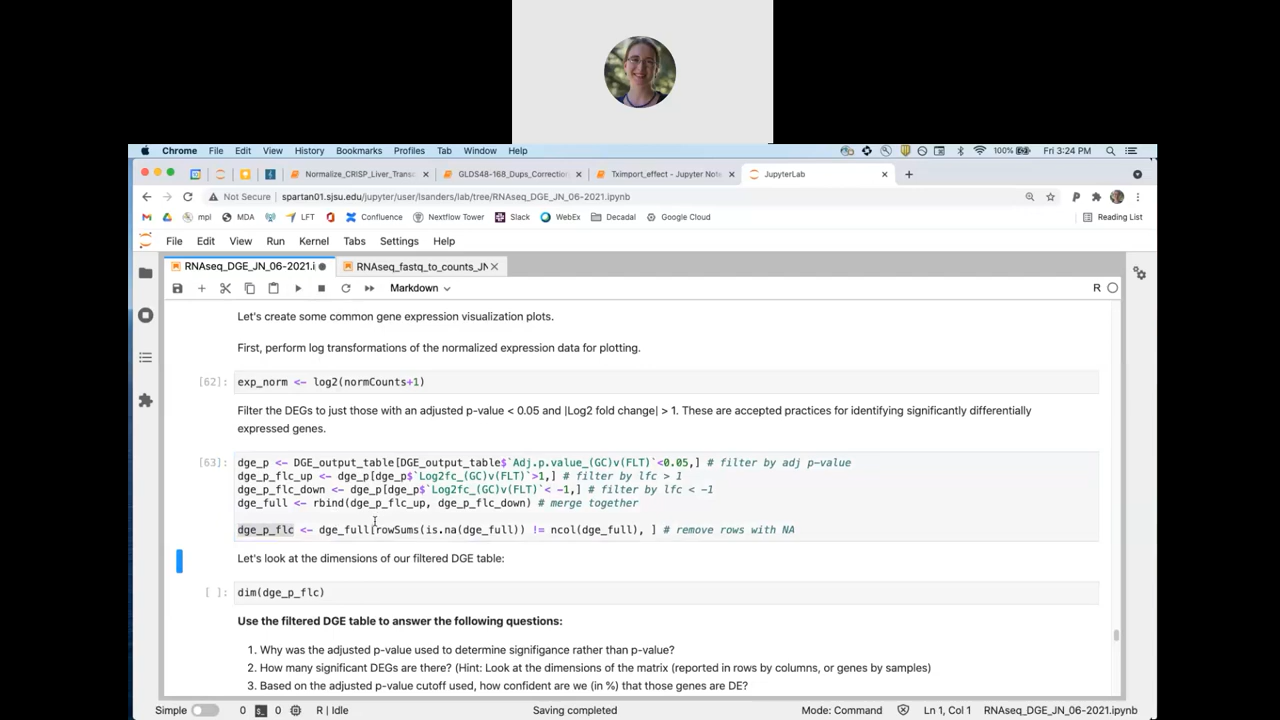 Chrome File Edit View History Bookmarks Profiles Tab Window Help 100% Fri 3:24 PM
Normalize_CRISP_Liver_Transc GLDS48-168_Dups_Correction Tximport_effect - Jupyter Note JupyterLab
Not Secure | spartan01.sjsu.edu/jupyter/user/lsanders/lab/tree/RNAseq_DGE_JN_06-2021.ipynb
mpl MDA LFT Confluence Nextflow Tower Slack WebEx Decadal Google Cloud Reading List
File Edit View Run Kernel Tabs Settings Help
RNAseq_DGE_JN_06-2021.i RNAseq_fastq_to_counts_JN
Markdown R
Let's create some common gene expression visualization plots.
First, perform log transformations of the normalized expression data for plotting.
[62]: exp_norm <- log2(normCounts+1)
Filter the DEGs to just those with an adjusted p-value < 0.05 and |Log2 fold change| > 1. These are accepted practices for identifying significantly differentially
expressed genes.
[63]: dge_p <- DGE_output_table[DGE_output_table$`Adj.p.value_(GC)v(FLT)`<0.05,] # filter by adj p-value
dge_p_flc_up <- dge_p[dge_p$`Log2fc_(GC)v(FLT)`>1,] # filter by lfc > 1
dge_p_flc_down <- dge_p[dge_p$`Log2fc_(GC)v(FLT)`< -1,] # filter by lfc < -1
dge_full <- rbind(dge_p_flc_up, dge_p_flc_down) # merge together
dge_p_flc <- dge_full[rowSums(is.na(dge_full)) != ncol(dge_full), ] # remove rows with NA
Let's look at the dimensions of our filtered DGE table:
[ ]: dim(dge_p_flc)
Use the filtered DGE table to answer the following questions:
1. Why was the adjusted p-value used to determine signifigance rather than p-value?
2. How many significant DEGs are there? (Hint: Look at the dimensions of the matrix (reported in rows by columns, or genes by samples)
3. Based on the adjusted p-value cutoff used, how confident are we (in %) that those genes are DE?
Simple 0 0 R | Idle Saving completed Mode: Command Ln 1, Col 1 RNAseq_DGE_JN_06-2021.ipynb